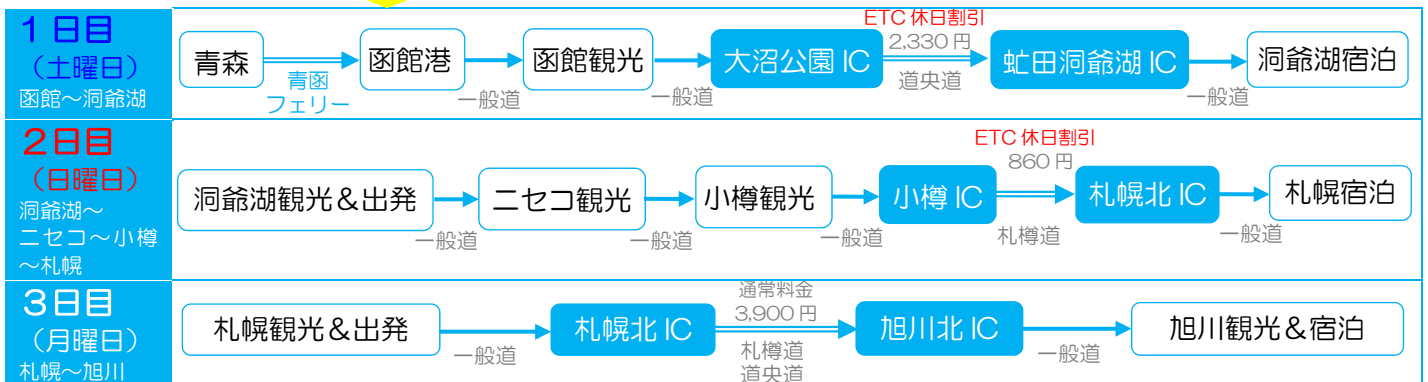 1日目
（土曜日）
函館～洞爺湖
青森
青函
フェリー
函館港
一般道
函館観光
一般道
大沼公園 IC
ETC 休日割引
2,330 円
道央道
虻田洞爺湖 IC
一般道
洞爺湖宿泊
2日目
（日曜日）
洞爺湖～
ニセコ～小樽
～札幌
洞爺湖観光＆出発
一般道
ニセコ観光
一般道
小樽観光
一般道
小樽 IC
ETC 休日割引
860 円
札樽道
札幌北 IC
一般道
札幌宿泊
3日目
（月曜日）
札幌～旭川
札幌観光＆出発
一般道
札幌北 IC
通常料金
3,900 円
札樽道
道央道
旭川北 IC
一般道
旭川観光＆宿泊